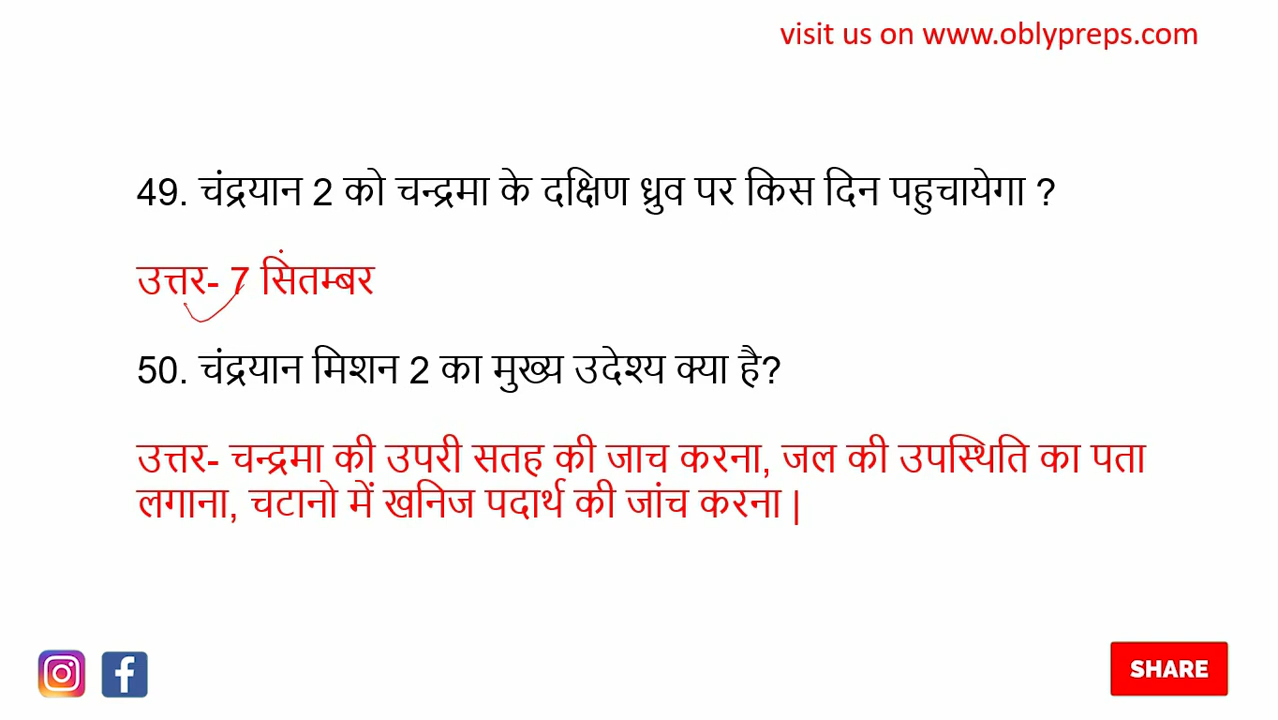 visit us on www.oblypreps.com
49. चंद्रयान 2 को चन्द्रमा के दक्षिण ध्रुव पर किस दिन पहुचायेगा ?
उत्तर- 7 सिंतम्बर
50. चंद्रयान मिशन 2 का मुख्य उदेश्य क्या है?
उत्तर- चन्द्रमा की उपरी सतह की जाच करना, जल की उपस्थिति का पता
लगाना, चटानो में खनिज पदार्थ की जांच करना |
SHARE